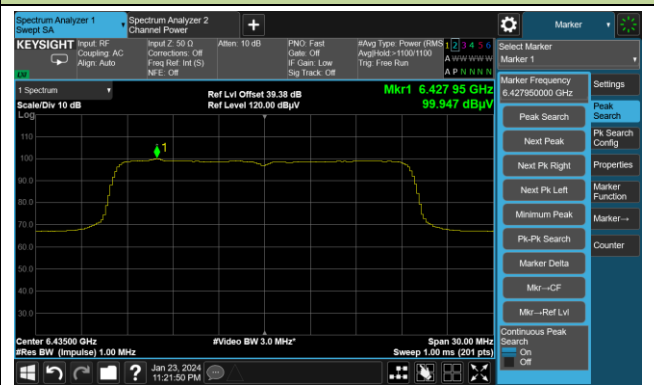 Spectrum Analyzer 1
Swept SA
Spectrum Analyzer 2
Channel Power
+
Marker
KEYSIGHT
Input: RF
Coupling: AC
Align: Auto
Input Z: 50 Ω
Corrections: Off
Freq Ref: Int (S)
NFE: Off
Atten: 10 dB
PNO: Fast
Gate: Off
IF Gain: Low
Sig Track: Off
#Avg Type: Power (RMS
Avg|Hold:>1100/1100
Trig: Free Run
1 2 3 4 5 6
A W W W W W
A P N N N N
Select Marker
Marker 1
1 Spectrum
Scale/Div 10 dB
Log
Ref Lvl Offset 39.38 dB
Ref Level 120.00 dBµV
Mkr1 6.427 95 GHz
99.947 dBµV
110
100
90.0
80.0
70.0
60.0
50.0
40.0
30.0
1
Center 6.43500 GHz
#Res BW (Impulse) 1.00 MHz
#Video BW 3.0 MHz*
Span 30.00 MHz
Sweep 1.00 ms (201 pts)
Marker Frequency
6.427950000 GHz
Peak Search
Next Peak
Next Pk Right
Next Pk Left
Minimum Peak
Pk-Pk Search
Marker Delta
Mkr→CF
Mkr→Ref Lvl
Continuous Peak
Search
On
Off
Settings
Peak
Search
Pk Search
Config
Properties
Marker
Function
Marker→
Counter
?
Jan 23, 2024
11:21:50 PM